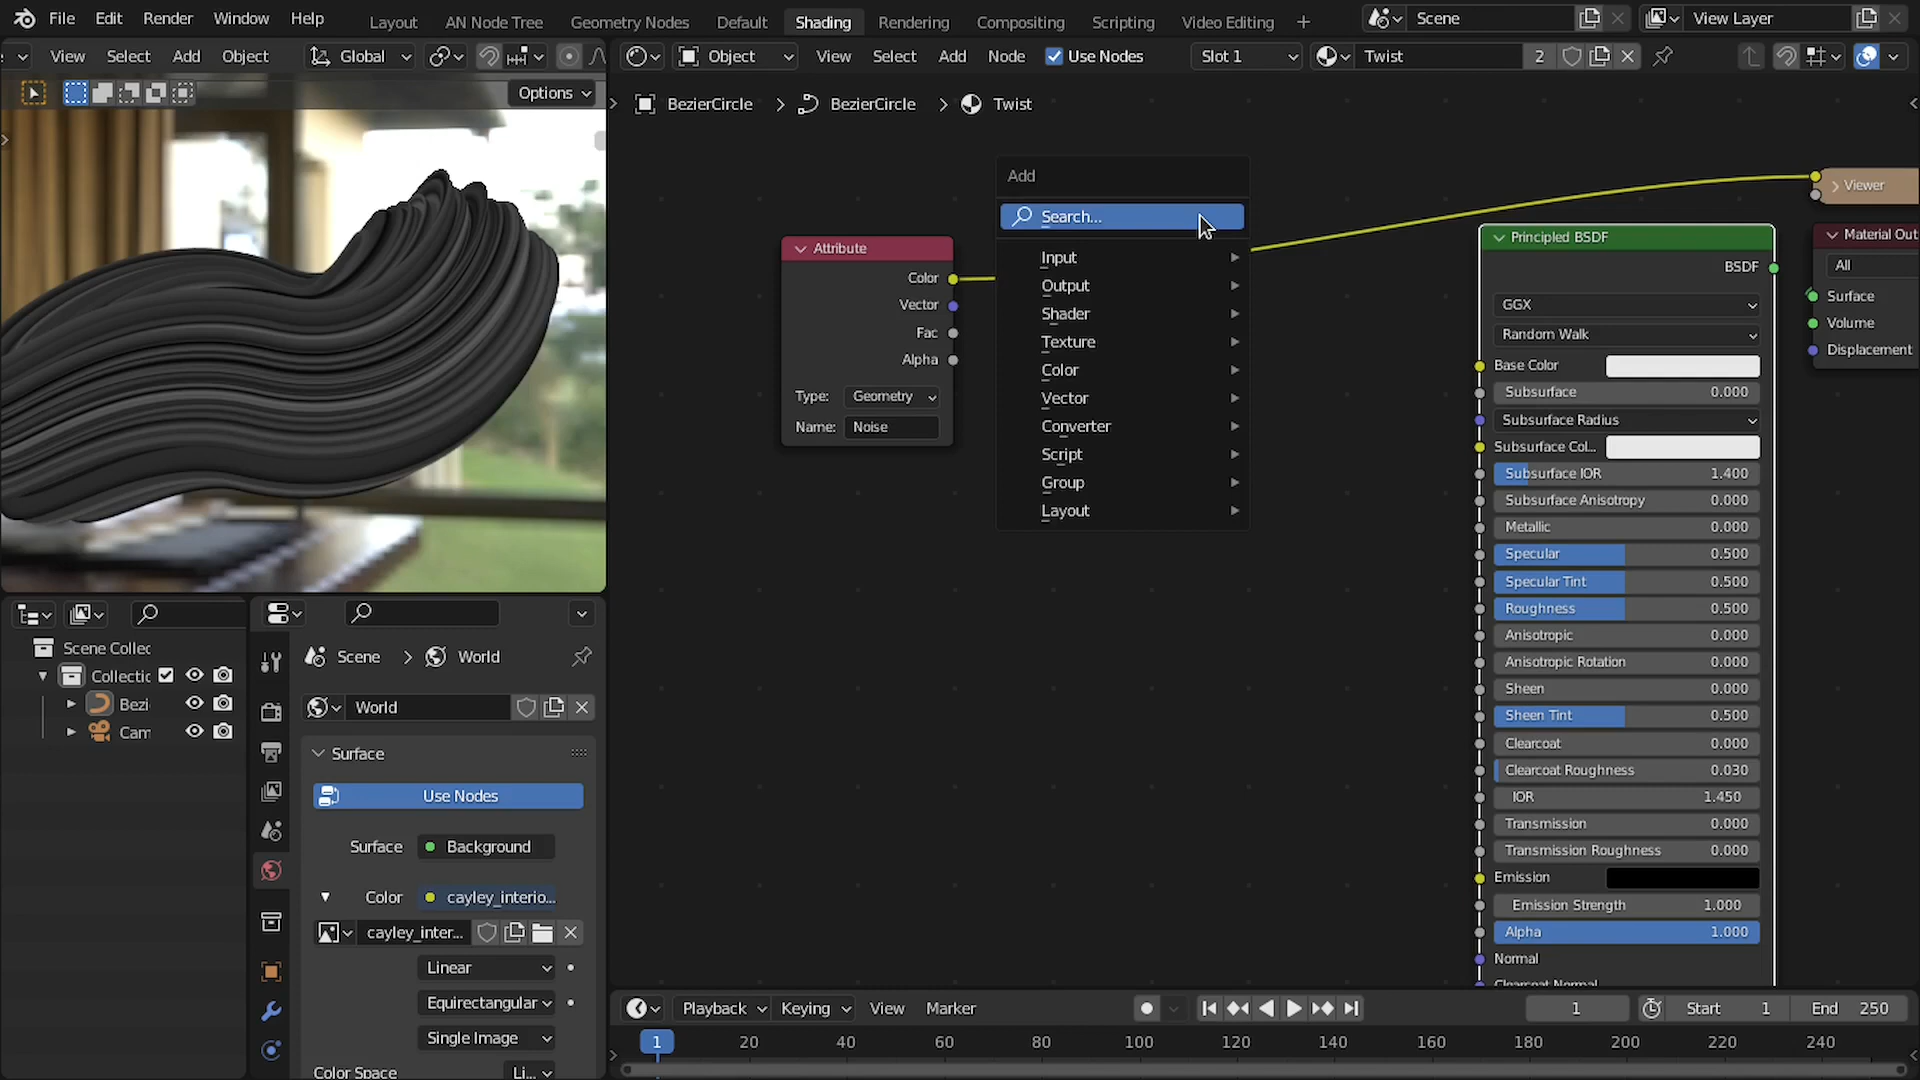 File Edit Render Window Help Layout AN Node Tree Geometry Nodes Default Shading Rendering Compositing Scripting Video Editing + Scene View Layer
View Select Add Object Global Object View Select Add Node Use Nodes Slot 1 Twist 2
Options
BezierCircle > BezierCircle > Twist
Add
Search...
Input
Output
Shader
Texture
Color
Vector
Converter
Script
Group
Layout
Attribute
Color
Vector
Fac
Alpha
Type: Geometry
Name: Noise
Viewer
Principled BSDF
BSDF
GGX
Random Walk
Base Color
Subsurface 0.000
Subsurface Radius
Subsurface Col...
Subsurface IOR 1.400
Subsurface Anisotropy 0.000
Metallic 0.000
Specular 0.500
Specular Tint 0.500
Roughness 0.500
Anisotropic 0.000
Anisotropic Rotation 0.000
Sheen 0.000
Sheen Tint 0.500
Clearcoat 0.000
Clearcoat Roughness 0.030
IOR 1.450
Transmission 0.000
Transmission Roughness 0.000
Emission
Emission Strength 1.000
Alpha 1.000
Normal
Clearcoat Normal
Material Out
All
Surface
Volume
Displacement
Scene Collec
Collectic
Bezi
Cam
Scene > World
World
Surface
Use Nodes
Surface Background
Color cayley_interio...
cayley_inter...
Linear
Equirectangular
Single Image
Color Space Li...
Playback Keying View Marker 1 Start 1 End 250
1 20 40 60 80 100 120 140 160 180 200 220 240